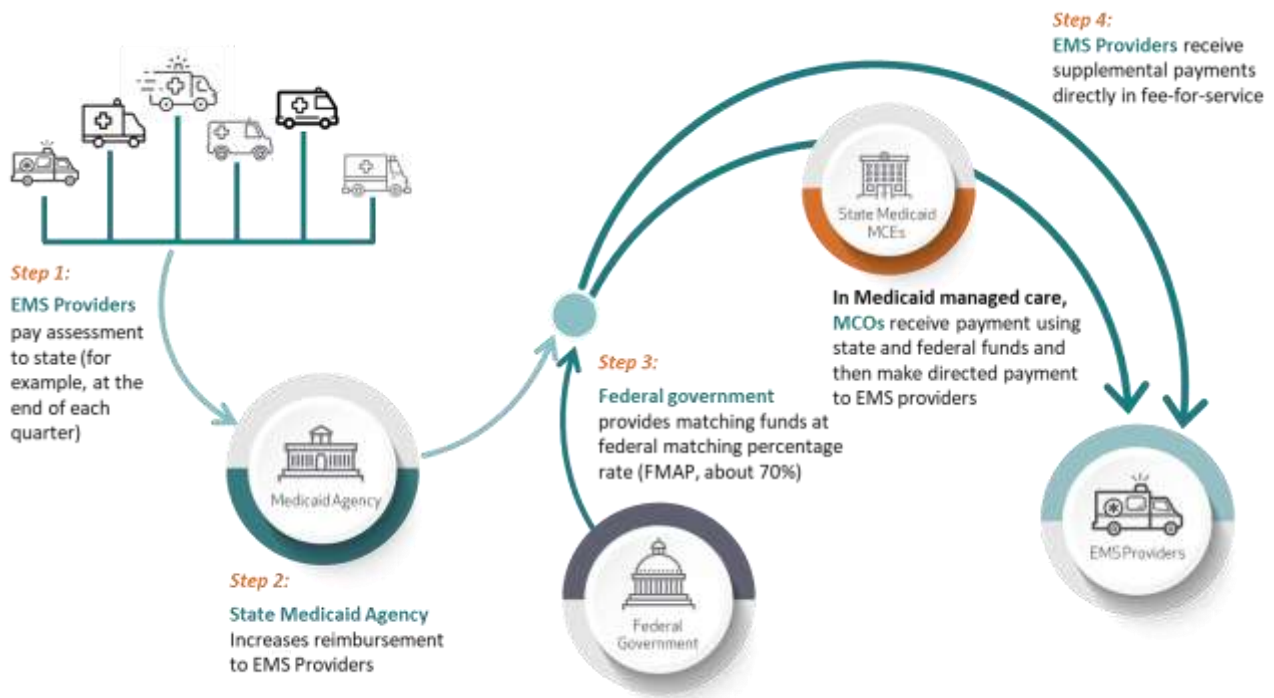 Step 1:
EMS Providers
pay assessment
to state (for
example, at the
end of each
quarter)
Medicaid Agency
Step 2:
State Medicaid Agency
Increases reimbursement
to EMS Providers
Step 3:
Federal government
provides matching funds at
federal matching percentage
rate (FMAP, about 70%)
Federal
Government
State Medicaid
MCEs
In Medicaid managed care,
MCOs receive payment using
state and federal funds and
then make directed payment
to EMS providers
Step 4:
EMS Providers receive
supplemental payments
directly in fee-for-service
EMS Providers